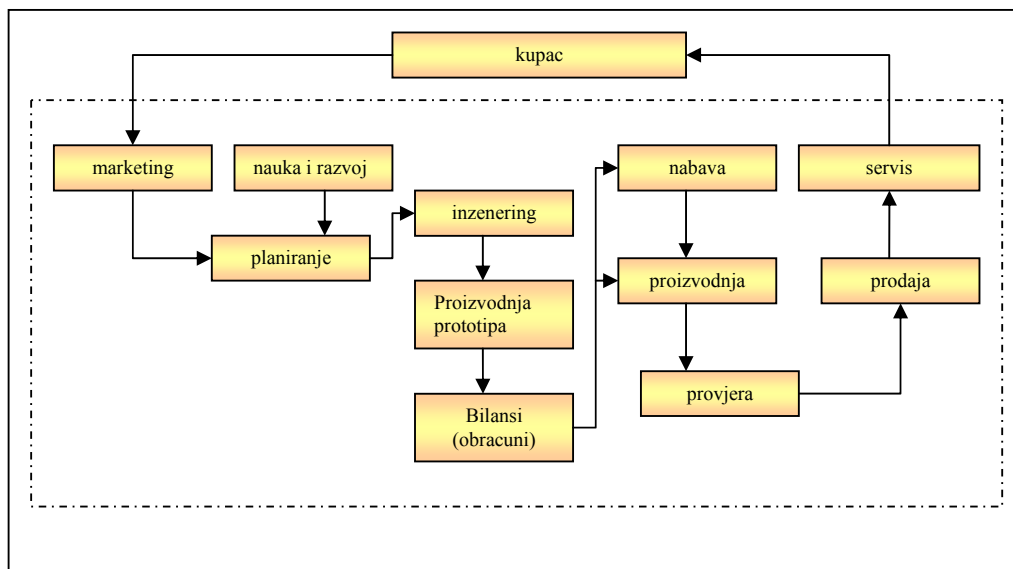 kupac
marketing
nauka i razvoj
nabava
servis
inzenering
planiranje
proizvodnja
prodaja
Proizvodnja
prototipa
provjera
Bilansi
(obracuni)